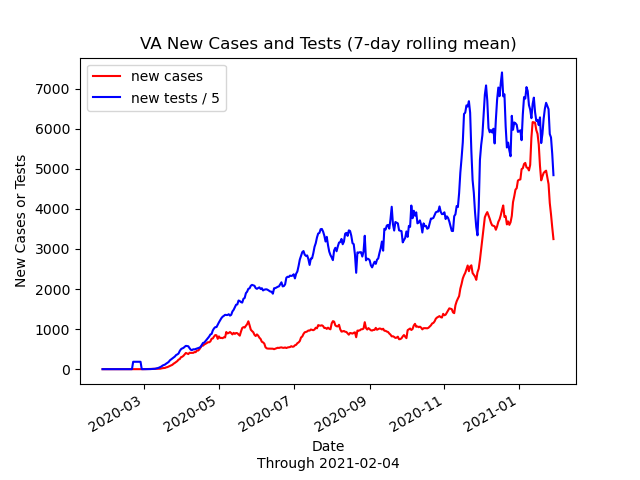 VA New Cases and Tests (7-day rolling mean)
new cases
new tests / 5
7000
6000
5000
4000
3000
2000
1000
0
New Cases or Tests
2020-03
2020-05
2020-07
2020-09
2020-11
2021-01
Date
Through 2021-02-04